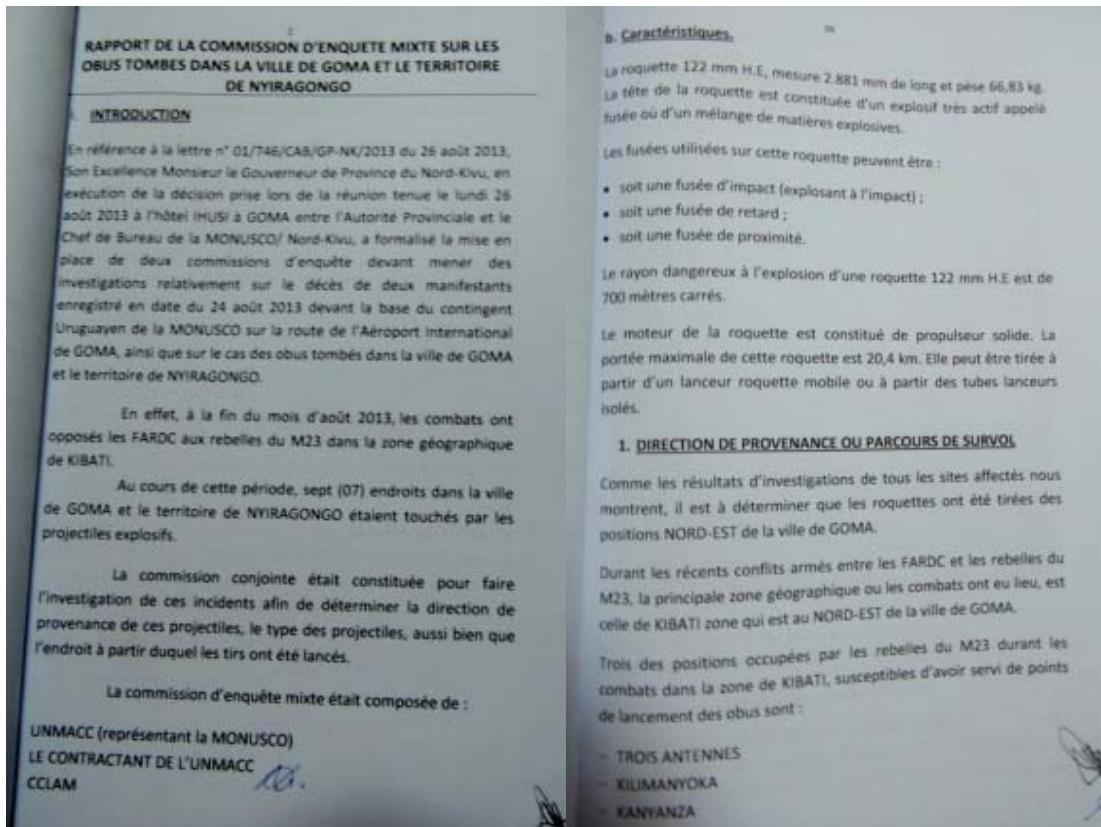 RAPPORT DE LA COMMISSION D'ENQUETE MIXTE SUR LES
OBUS TOMBES DANS LA VILLE DE GOMA ET LE TERRITOIRE
DE NYIRAGONGO
INTRODUCTION
En référence à la lettre n° 01/746/CAB/GP-NK/2013 du 26 août 2013,
Son Excellence Monsieur le Gouverneur de Province du Nord-Kivu, en
exécution de la décision prise lors de la réunion tenue le lundi 26
août 2013 à l'hôtel IHUSI à GOMA entre l'Autorité Provinciale et le
Chef de Bureau de la MONUSCO/ Nord-Kivu, a formalisé la mise en
place de deux commissions d'enquête devant mener des
investigations relativement sur le décès de deux manifestants
enregistré en date du 24 août 2013 devant la base du contingent
Uruguayen de la MONUSCO sur la route de l'Aéroport International
de GOMA, ainsi que sur le cas des obus tombés dans la ville de GOMA
et le territoire de NYIRAGONGO.
En effet, à la fin du mois d'août 2013, les combats ont
opposés les FARDC aux rebelles du M23 dans la zone géographique
de KIBATI.
Au cours de cette période, sept (07) endroits dans la ville
de GOMA et le territoire de NYIRAGONGO étaient touchés par les
projectiles explosifs.
La commission conjointe était constituée pour faire
l'investigation de ces incidents afin de déterminer la direction de
provenance de ces projectiles, le type des projectiles, aussi bien que
l'endroit à partir duquel les tirs ont été lancés.
La commission d'enquête mixte était composée de :
UNMACC (représentant la MONUSCO)
LE CONTRACTANT DE L'UNMACC
CCLAM
b. Caractéristiques.
La roquette 122 mm H.E, mesure 2.881 mm de long et pèse 66,83 kg.
La tête de la roquette est constituée d'un explosif très actif appelé
fusée où d'un mélange de matières explosives.
Les fusées utilisées sur cette roquette peuvent être :
• soit une fusée d'impact (explosant à l'impact) ;
• soit une fusée de retard ;
• soit une fusée de proximité.
Le rayon dangereux à l'explosion d'une roquette 122 mm H.E est de
700 mètres carrés.
Le moteur de la roquette est constitué de propulseur solide. La
portée maximale de cette roquette est 20,4 km. Elle peut être tirée à
partir d'un lanceur roquette mobile ou à partir des tubes lanceurs
isolés.
1. DIRECTION DE PROVENANCE OU PARCOURS DE SURVOL
Comme les résultats d'investigations de tous les sites affectés nous
montrent, il est à déterminer que les roquettes ont été tirées des
positions NORD-EST de la ville de GOMA.
Durant les récents conflits armés entre les FARDC et les rebelles du
M23, la principale zone géographique ou les combats ont eu lieu, est
celle de KIBATI zone qui est au NORD-EST de la ville de GOMA.
Trois des positions occupées par les rebelles du M23 durant les
combats dans la zone de KIBATI, susceptibles d'avoir servi de points
de lancement des obus sont :
- TROIS ANTENNES
- KILIMANYOKA
- KANYANZA